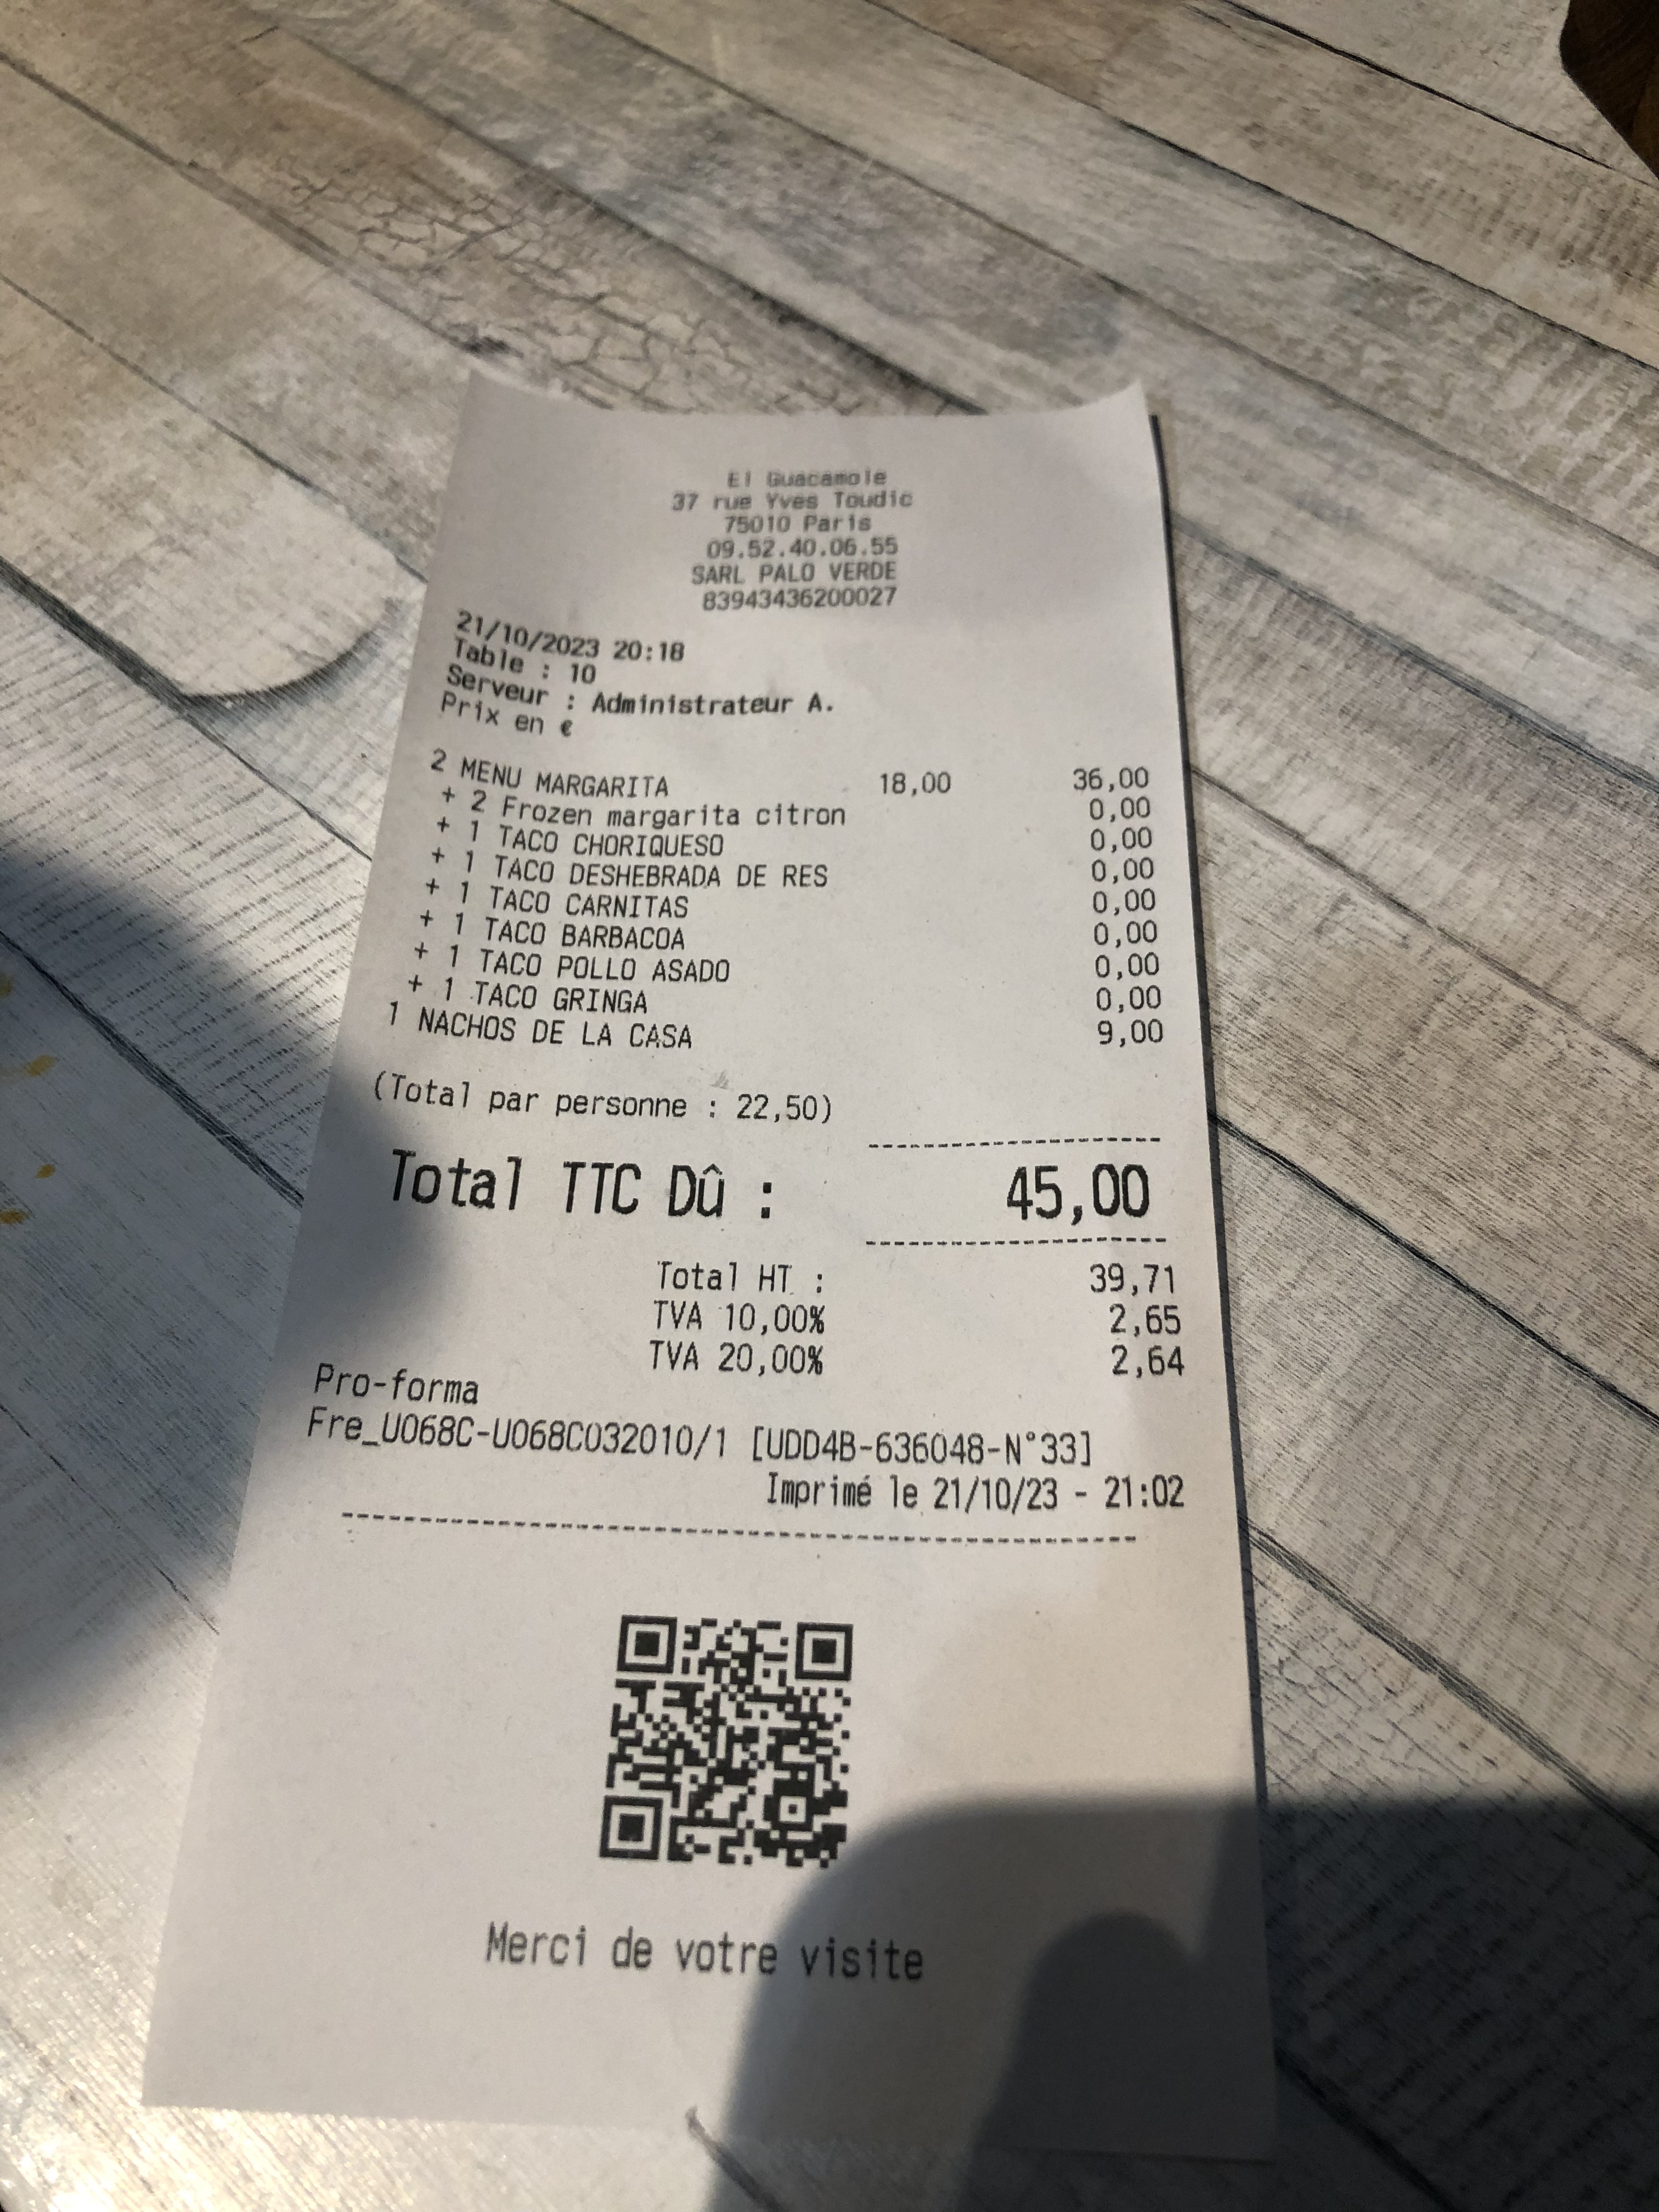 El Guacamole
37 rue Yves Toudic
75010 Paris
09.52.40.06.55
SARL PALO VERDE
83943436200027
21/10/2023 20:18
Table : 10
Serveur : Administrateur A.
Prix en €
2 MENU MARGARITA 18,00 36,00
+ 2 Frozen margarita citron 0,00
+ 1 TACO CHORIQUESO 0,00
+ 1 TACO DESHEBRADA DE RES 0,00
+ 1 TACO CARNITAS 0,00
+ 1 TACO BARBACOA 0,00
+ 1 TACO POLLO ASADO 0,00
+ 1 TACO GRINGA 0,00
1 NACHOS DE LA CASA 9,00
(Total par personne : 22,50)
Total TTC Dû : 45,00
Total HT : 39,71
TVA 10,00% 2,65
TVA 20,00% 2,64
Pro-forma
Fre_U068C-U068C032010/1 [UDD4B-636048-N°33]
Imprimé le 21/10/23 - 21:02
Merci de votre visite